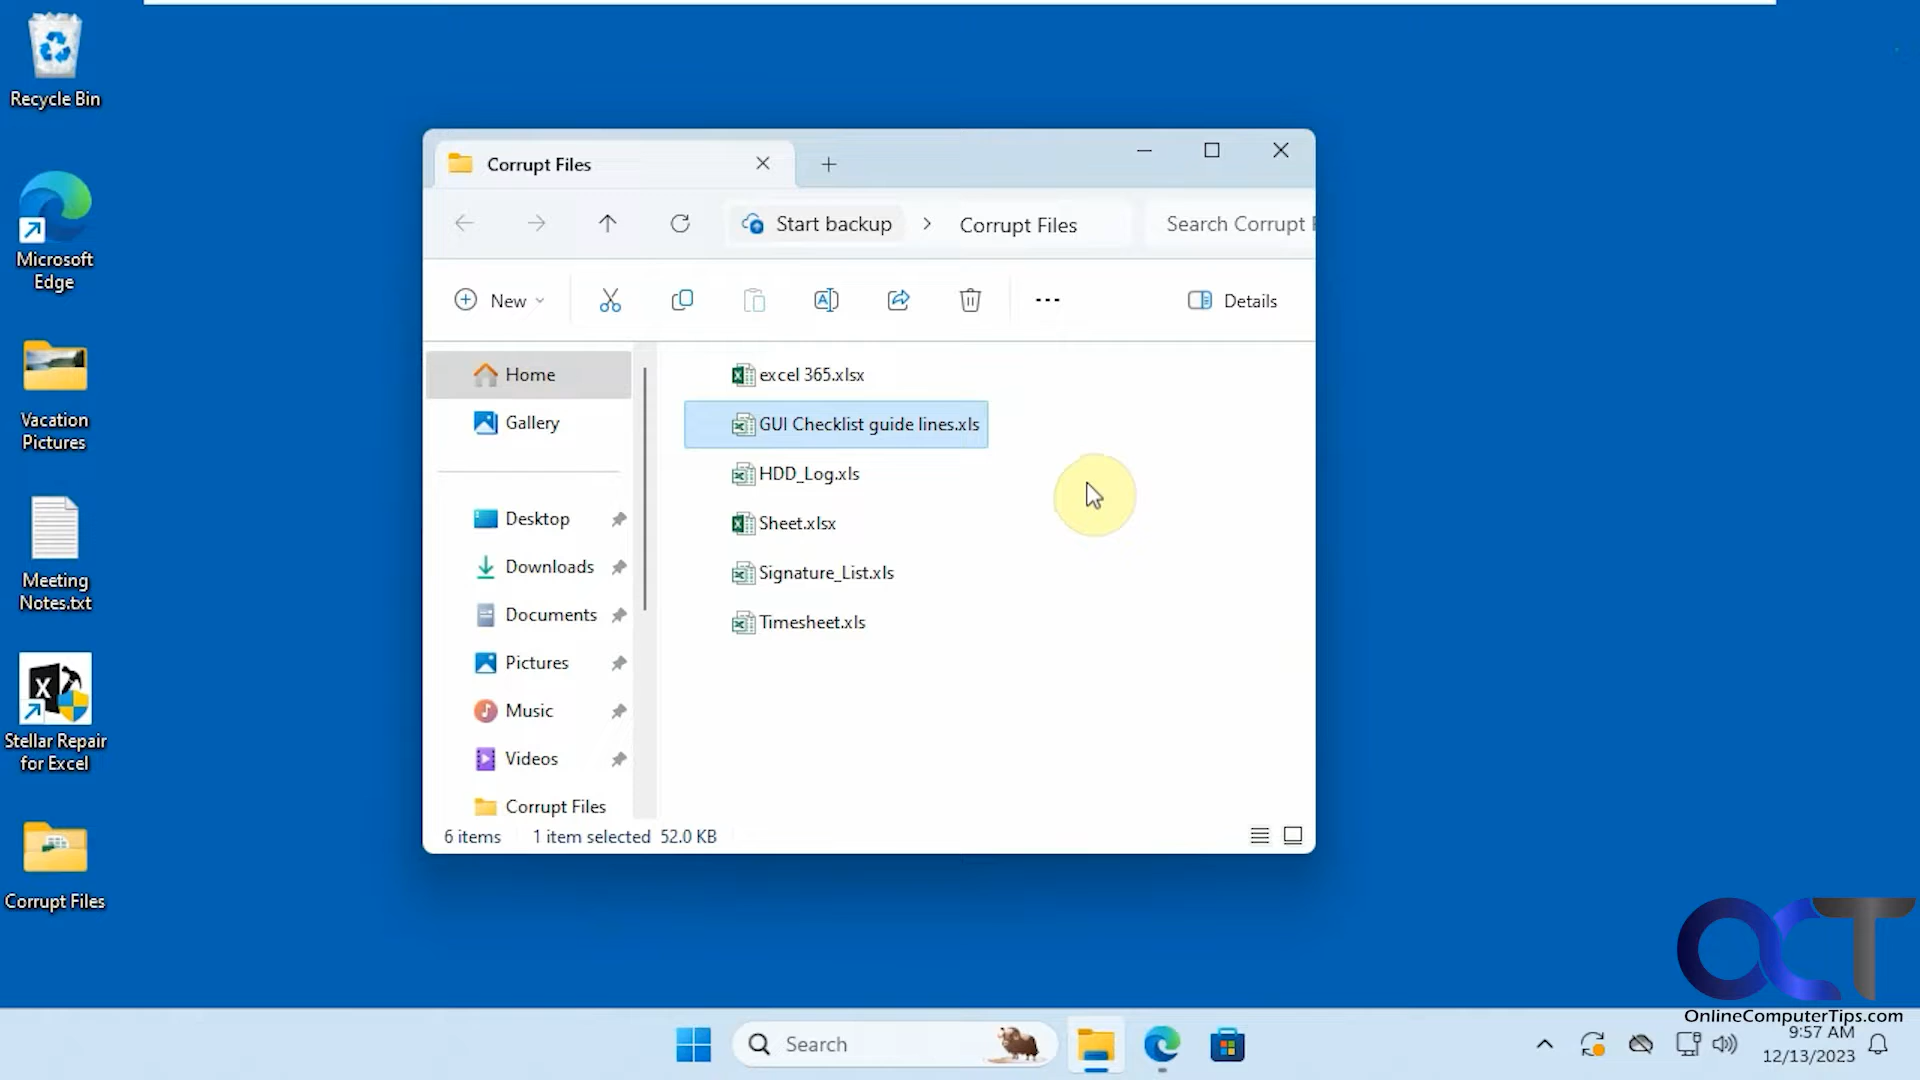 Recycle Bin
Microsoft
Edge
Vacation
Pictures
Meeting
Notes.txt
X
Stellar Repair
for Excel
Corrupt Files
Corrupt Files
Start backup
Corrupt Files
Search Corrupt F
New
Details
Home
Gallery
Desktop
Downloads
Documents
Pictures
Music
Videos
Corrupt Files
excel 365.xlsx
GUI Checklist guide lines.xls
HDD_Log.xls
Sheet.xlsx
Signature_List.xls
Timesheet.xls
6 items 1 item selected 52.0 KB
OCT
OnlineComputerTips.com
Search
9:57 AM
12/13/2023